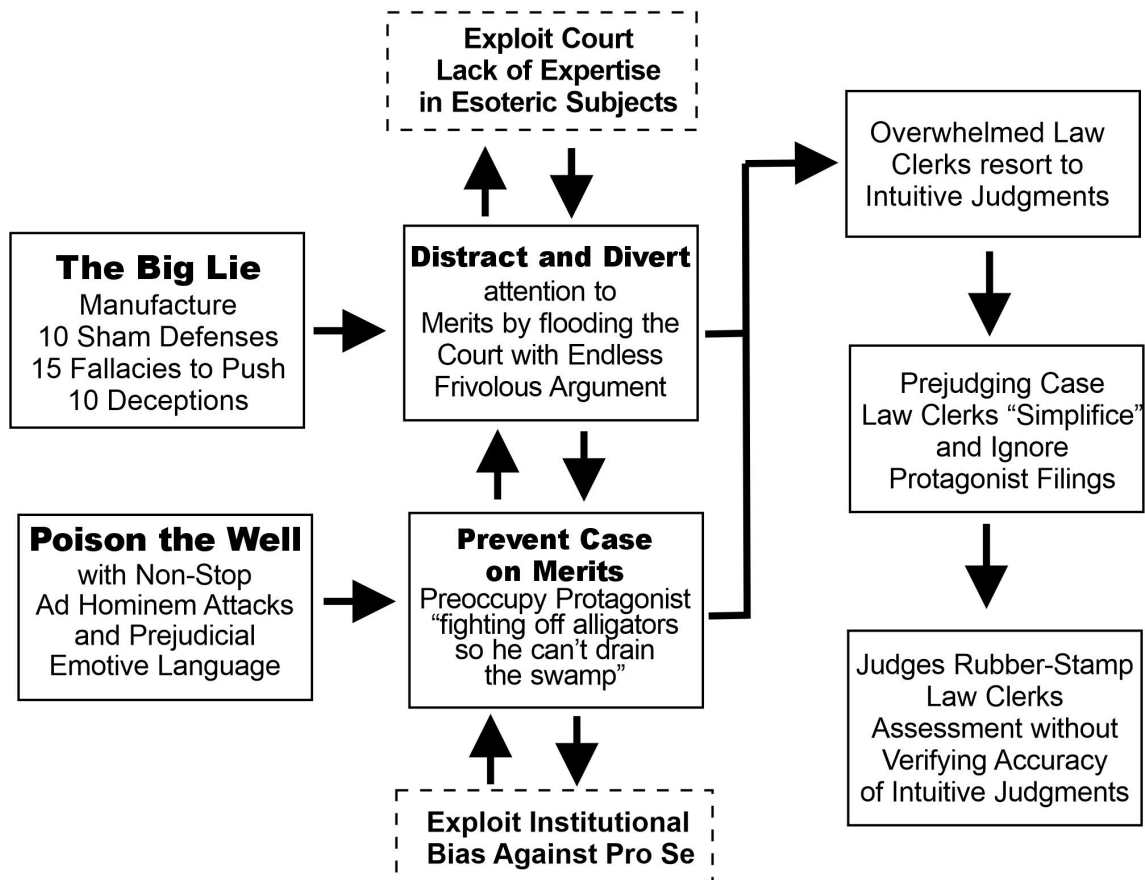 Exploit Court
Lack of Expertise
in Esoteric Subjects
The Big Lie
Manufacture
10 Sham Defenses
15 Fallacies to Push
10 Deceptions
Distract and Divert
attention to
Merits by flooding the
Court with Endless
Frivolous Argument
Poison the Well
with Non-Stop
Ad Hominem Attacks
and Prejudicial
Emotive Language
Prevent Case
on Merits
Preoccupy Protagonist
“fighting off alligators
so he can’t drain
the swamp”
Exploit Institutional
Bias Against Pro Se
Overwhelmed Law
Clerks resort to
Intuitive Judgments
Prejudging Case
Law Clerks “Simplifice”
and Ignore
Protagonist Filings
Judges Rubber-Stamp
Law Clerks
Assessment without
Verifying Accuracy
of Intuitive Judgments